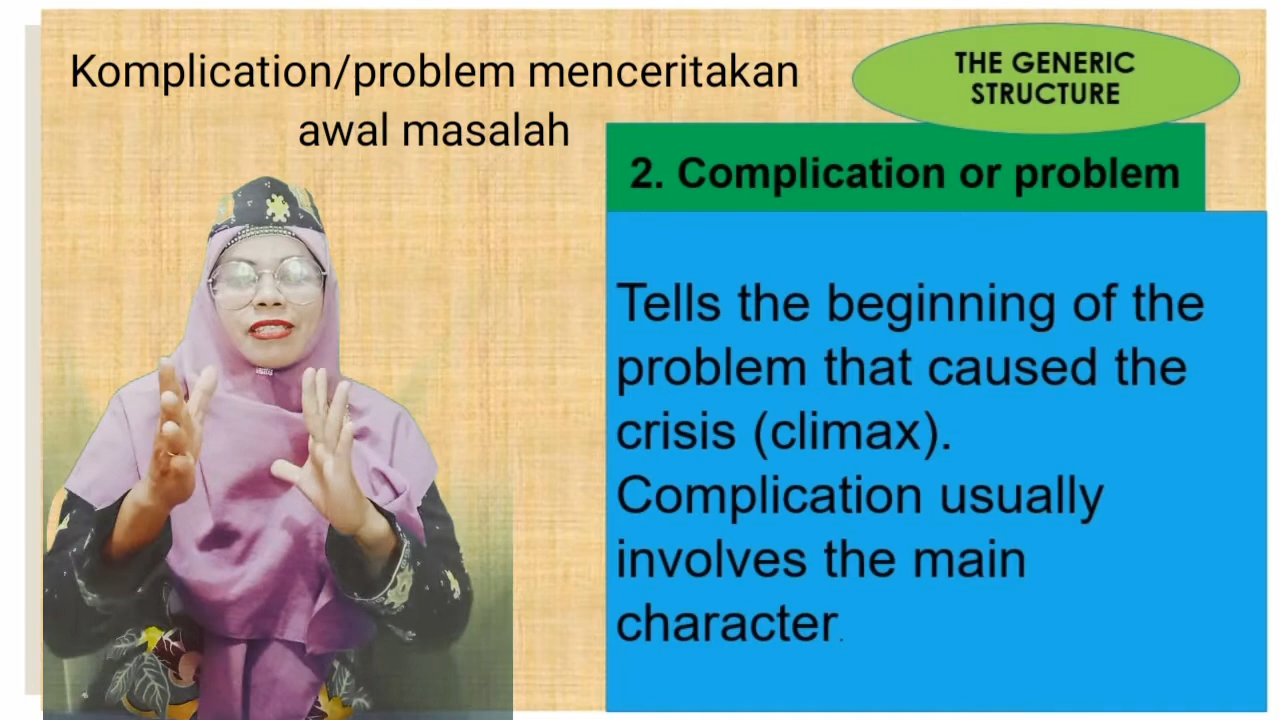 Komplication/problem menceritakan
awal masalah
THE GENERIC
STRUCTURE
2. Complication or problem
Tells the beginning of the
problem that caused the
crisis (climax).
Complication usually
involves the main
character.